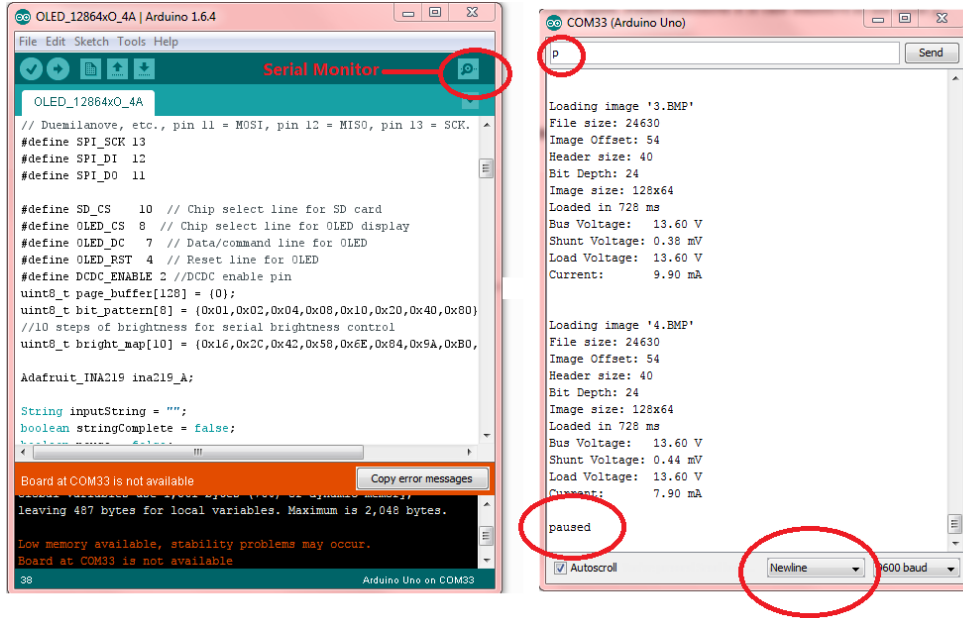 OLED_12864xO_4A | Arduino 1.6.4
File Edit Sketch Tools Help
Serial Monitor
OLED_12864xO_4A
// Duemilanove, etc., pin 11 = MOSI, pin 12 = MISO, pin 13 = SCK.
#define SPI_SCK 13
#define SPI_DI 12
#define SPI_DO 11
#define SD_CS 10 // Chip select line for SD card
#define OLED_CS 8 // Chip select line for OLED display
#define OLED_DC 7 // Data/command line for OLED
#define OLED_RST 4 // Reset line for OLED
#define DCDC_ENABLE 2 //DCDC enable pin
uint8_t page_buffer[128] = {0};
uint8_t bit_pattern[8] = {0x01,0x02,0x04,0x08,0x10,0x20,0x40,0x80}
//10 steps of brightness for serial brightness control
uint8_t bright_map[10] = {0x16,0x2C,0x42,0x58,0x6E,0x84,0x9A,0xB0,
Adafruit_INA219 ina219_A;
String inputString = "";
boolean stringComplete = false;
Board at COM33 is not available
Copy error messages
leaving 487 bytes for local variables. Maximum is 2,048 bytes.
Low memory available, stability problems may occur.
Board at COM33 is not available
38
Arduino Uno on COM33
COM33 (Arduino Uno)
p
Send
Loading image '3.BMP'
File size: 24630
Image Offset: 54
Header size: 40
Bit Depth: 24
Image size: 128x64
Loaded in 728 ms
Bus Voltage: 13.60 V
Shunt Voltage: 0.38 mV
Load Voltage: 13.60 V
Current: 9.90 mA
Loading image '4.BMP'
File size: 24630
Image Offset: 54
Header size: 40
Bit Depth: 24
Image size: 128x64
Loaded in 728 ms
Bus Voltage: 13.60 V
Shunt Voltage: 0.44 mV
Load Voltage: 13.60 V
Current: 7.90 mA
paused
Autoscroll
Newline
9600 baud